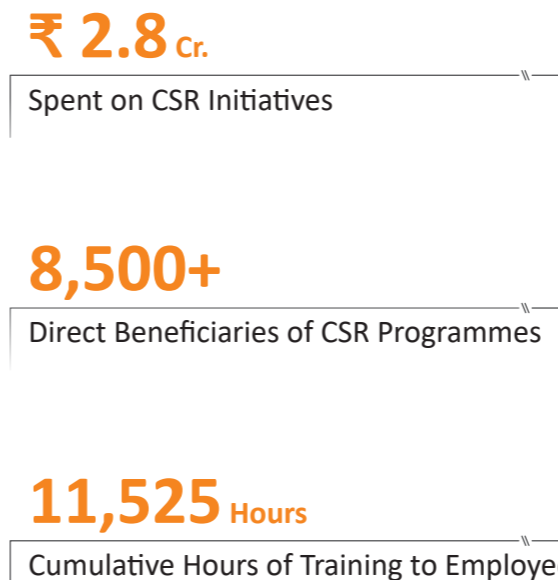 ₹ 2.8 Cr.
Spent on CSR Initiatives
8,500+
Direct Beneficiaries of CSR Programmes
11,525 Hours
Cumulative Hours of Training to Employe